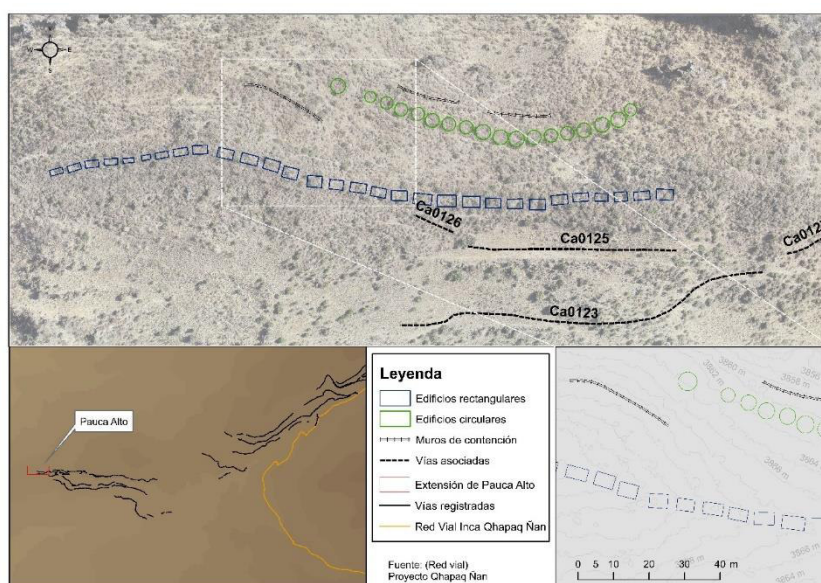 N
W E
S
Ca0126
Ca0125
Ca0123
Pauca Alto
Leyenda
Edificios rectangulares
Edificios circulares
Muros de contención
Vías asociadas
Extensión de Pauca Alto
Vías registradas
Red Vial Inca Qhapaq Ñan
Fuente: (Red vial)
Proyecto Qhapaq Ñan
3860 m
0 5 10 20 30 40 m